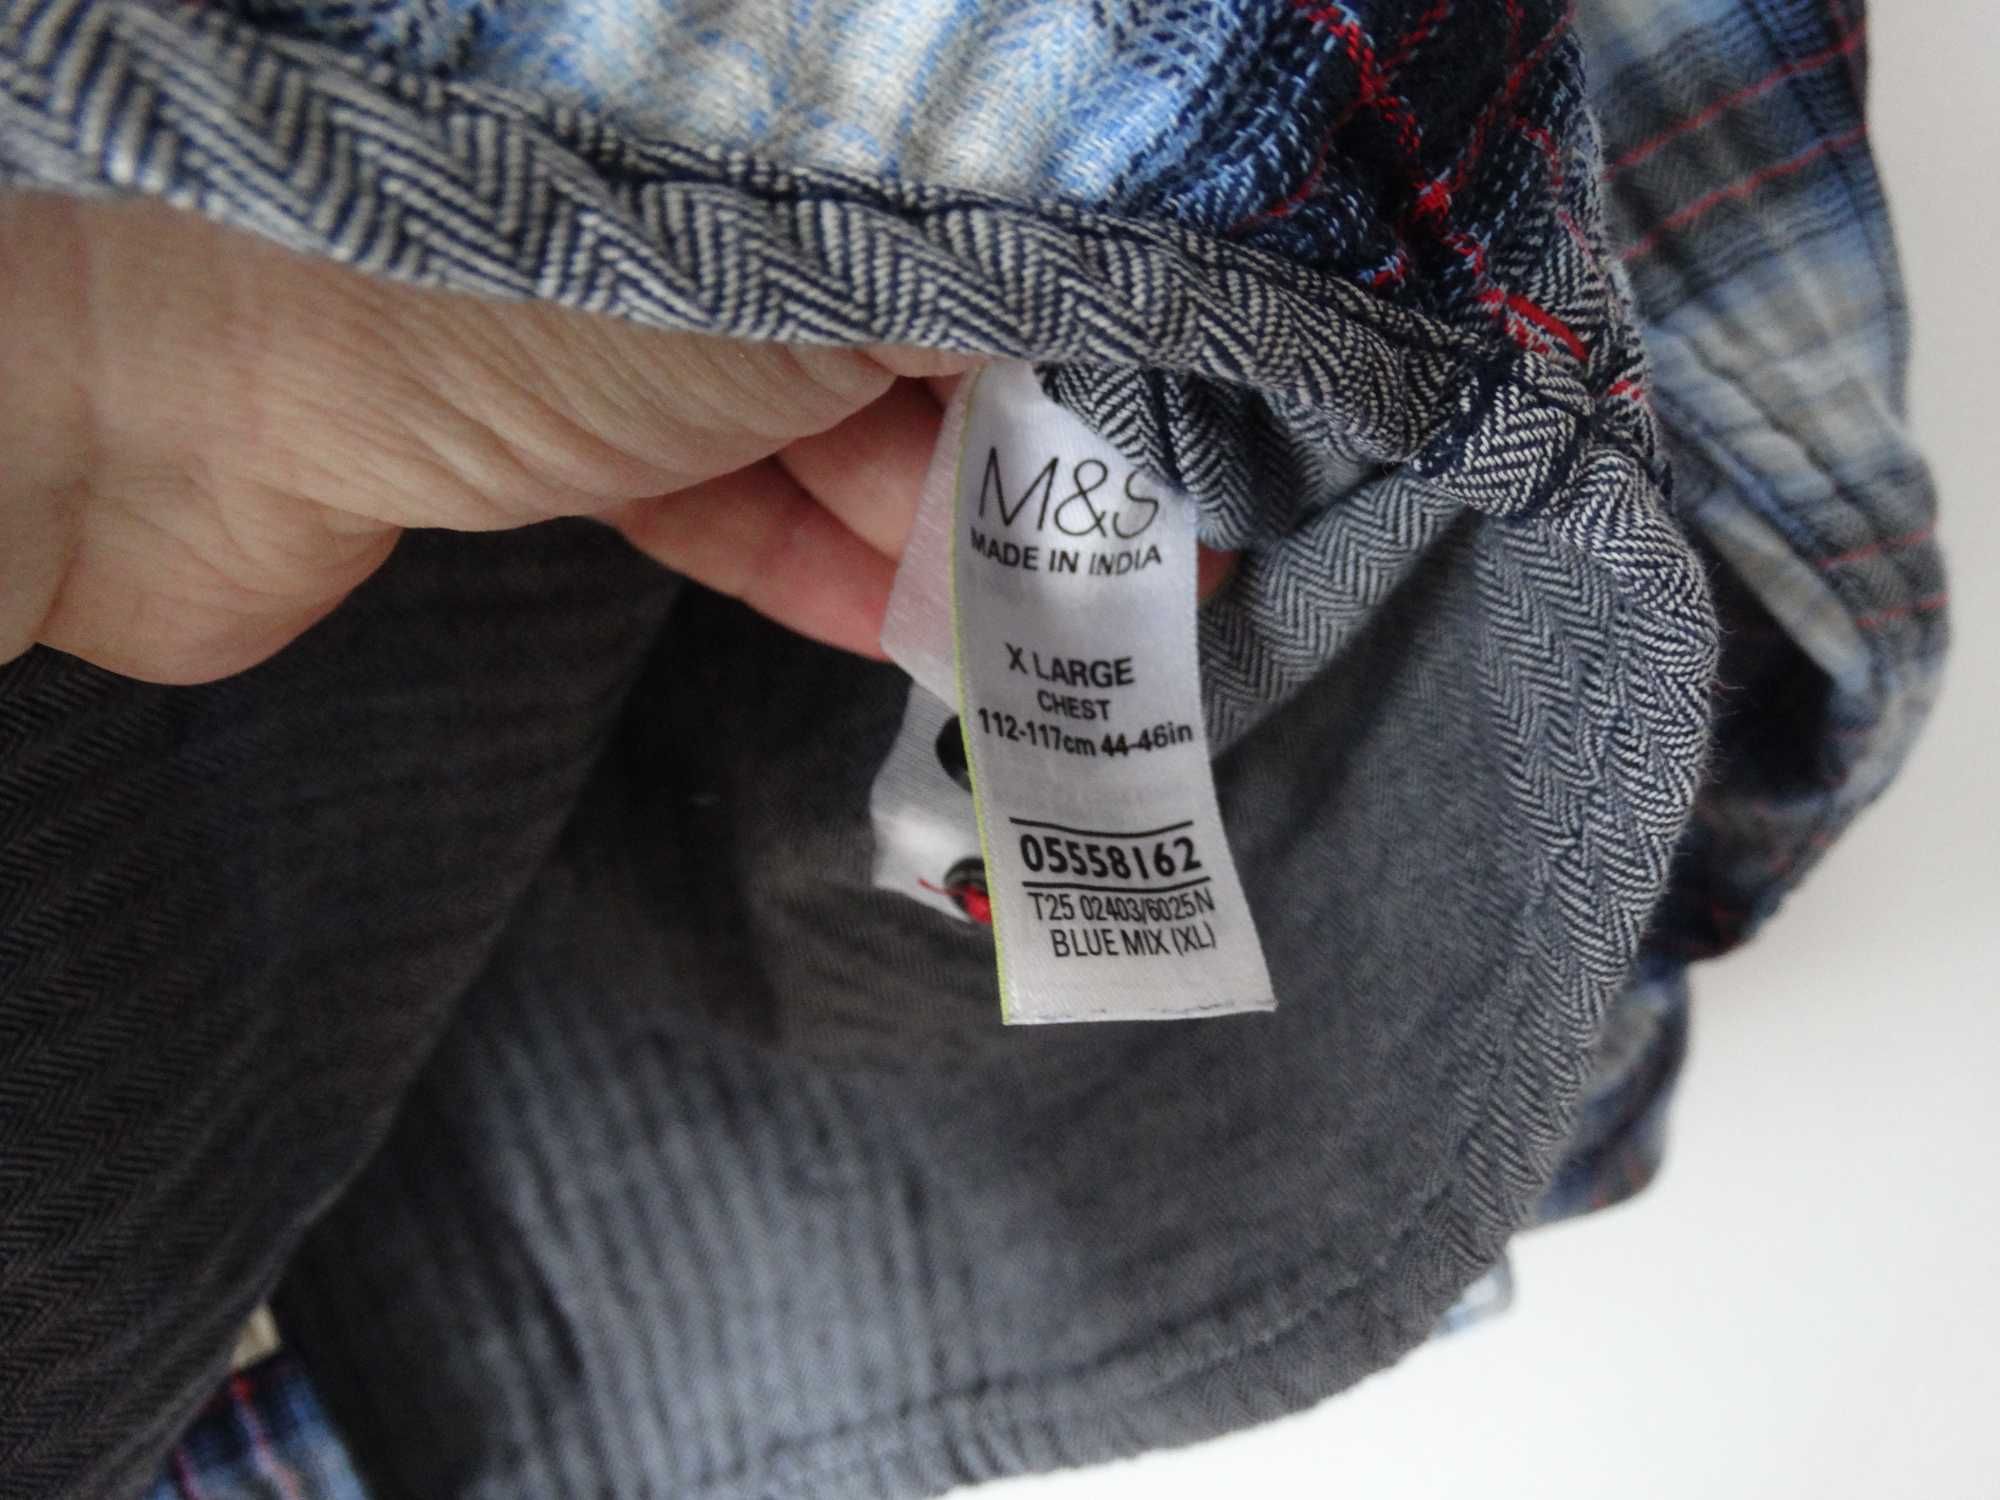 M&S
MADE IN INDIA
X LARGE
CHEST
112-117cm 44-46in
05558162
T25 02403/6025N
BLUE MIX (XL)